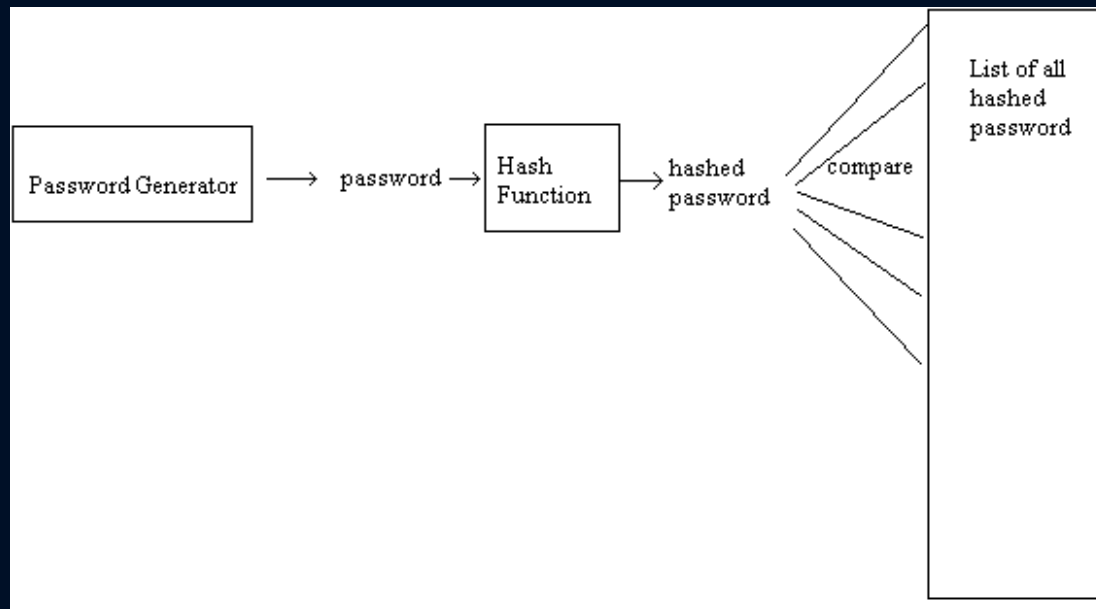 Password Generator
password
Hash
Function
hashed
password
compare
List of all
hashed
password